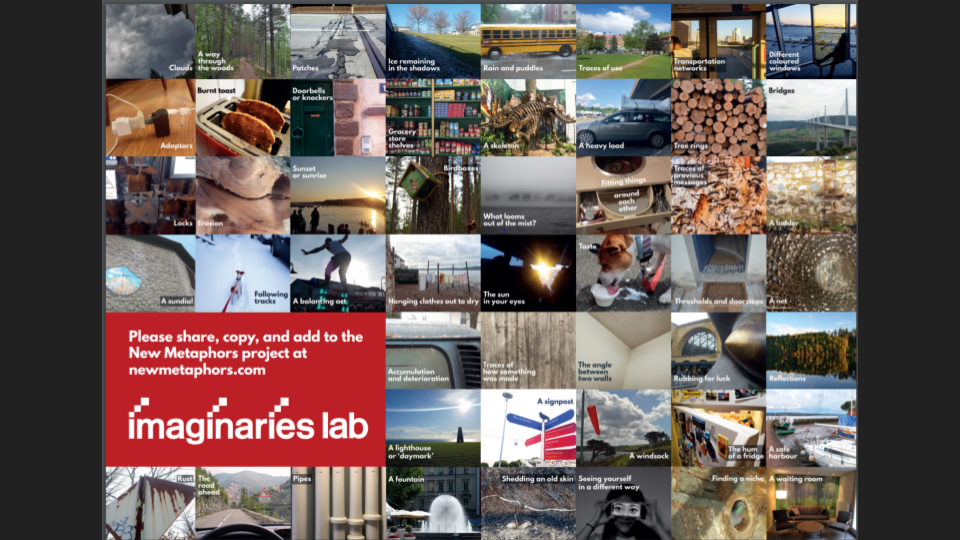 Clouds
A way
through
the woods
Patches
Ice remaining
in the shadows
Rain and puddles
Traces of use
Transportation
networks
Different
coloured
windows
Adaptors
Burnt toast
Doorbells
or knockers
Grocery
store
shelves
A skeleton
A heavy load
Tree rings
Bridges
Locks
Erosion
Sunset
or sunrise
Birdboxes
What looms
out of the mist?
Fitting things
around
each
other
Traces of
previous
messages
A ladder
A sundial
Following
tracks
A balancing act
Hanging clothes out to dry
The sun
in your eyes
Taste
Thresholds and doorsteps
A net
Please share, copy, and add to the
New Metaphors project at
newmetaphors.com
imaginaries lab
Accumulation
and deterioration
Traces of
how something
was made
The angle
between
two walls
Rubbing for luck
Reflections
A lighthouse
or 'daymark'
A signpost
A windsock
The hum
of a fridge
A safe
harbour
Rust
The
road
ahead
Pipes
A fountain
Shedding an old skin
Seeing yourself
in a different way
Finding a niche
A waiting room